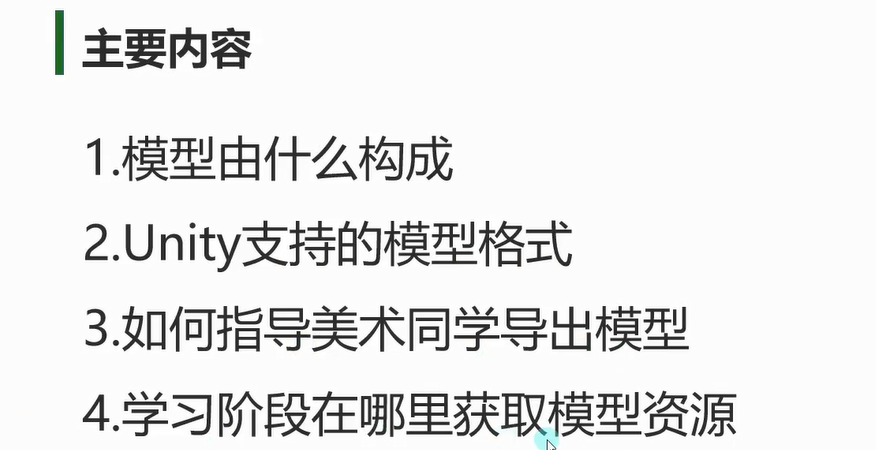 主要内容
1.模型由什么构成
2.Unity支持的模型格式
3.如何指导美术同学导出模型
4.学习阶段在哪里获取模型资源